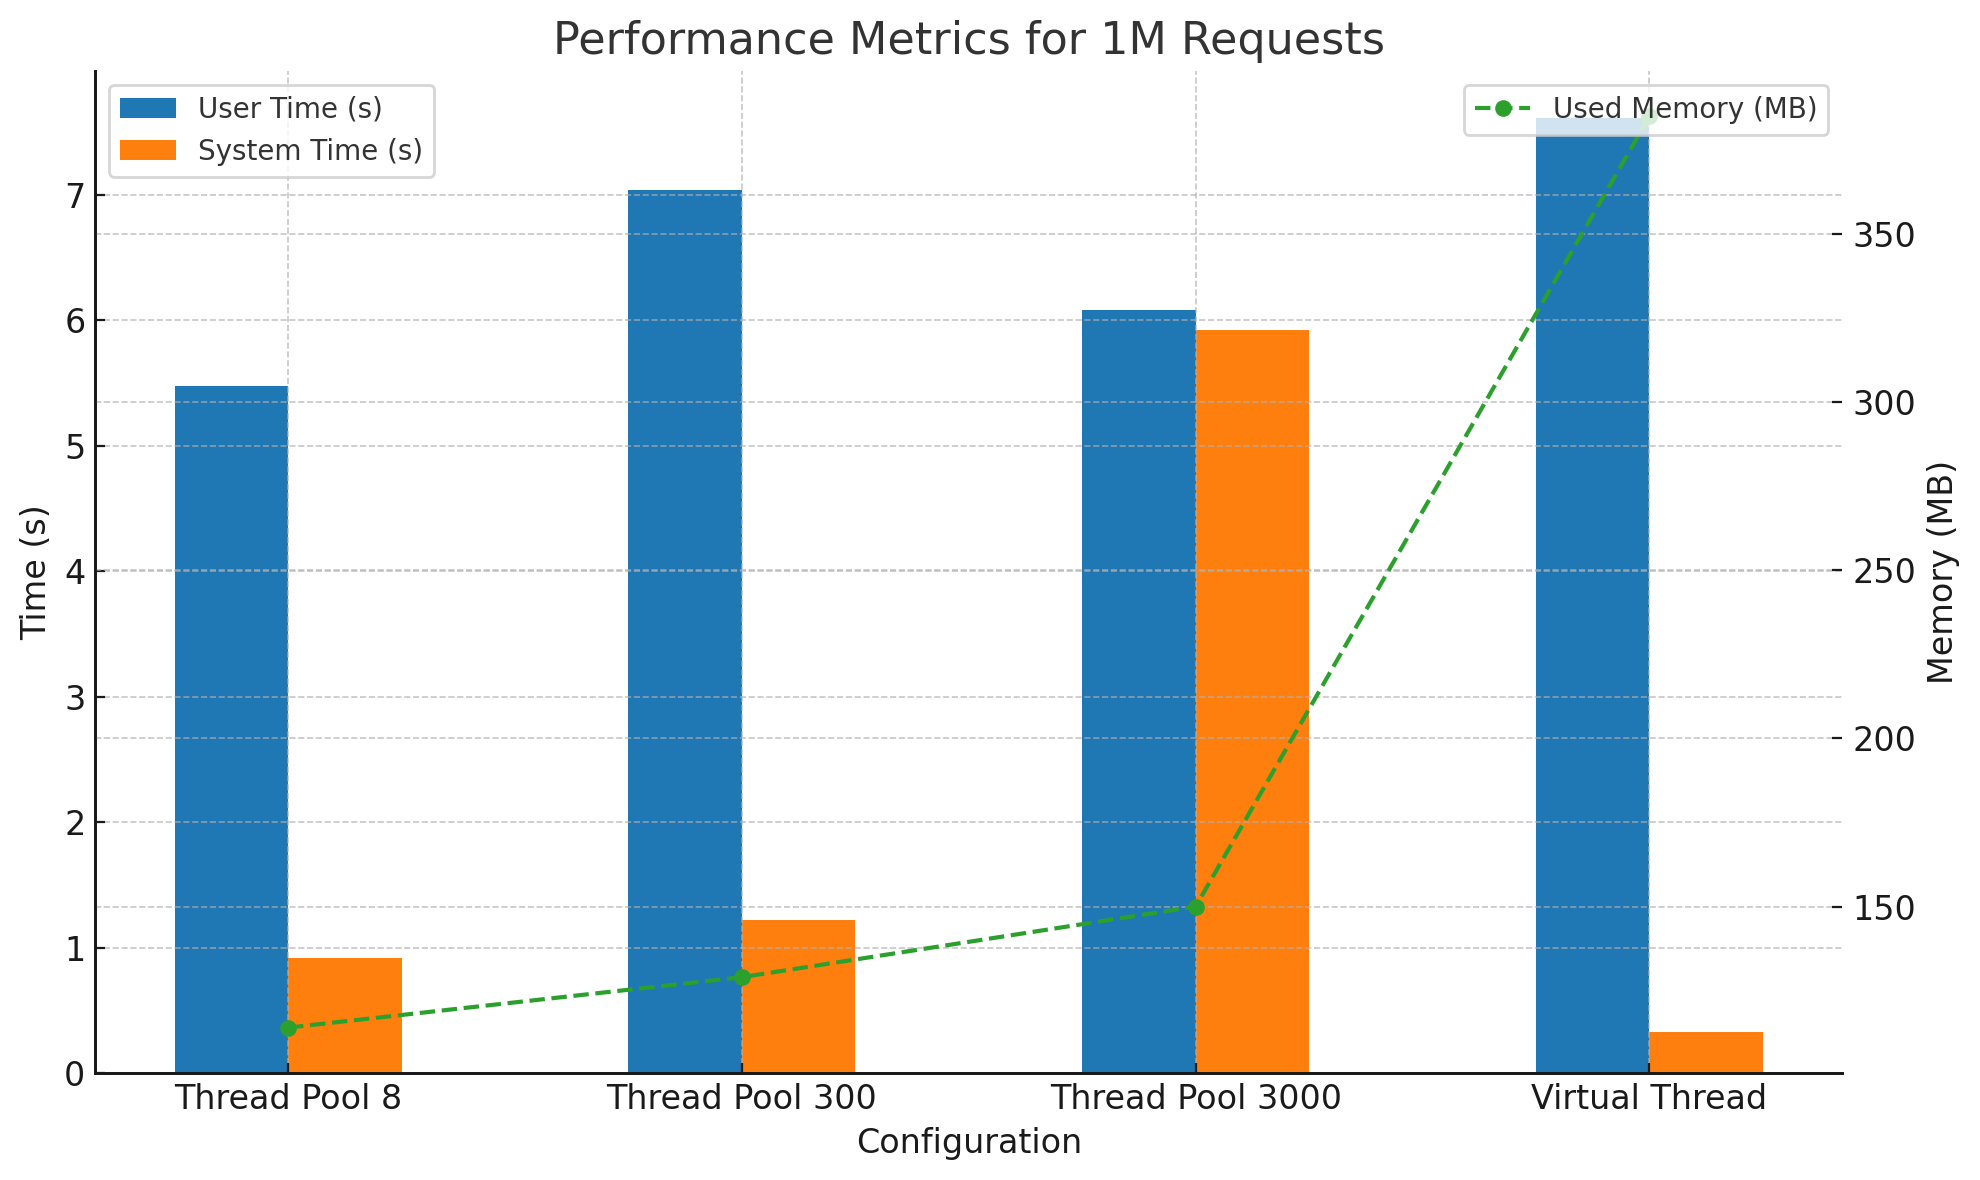 Performance Metrics for 1M Requests
User Time (s)
System Time (s)
Used Memory (MB)
7
6
5
4
3
2
1
0
Time (s)
350
300
250
200
150
Memory (MB)
Thread Pool 8
Thread Pool 300
Thread Pool 3000
Virtual Thread
Configuration